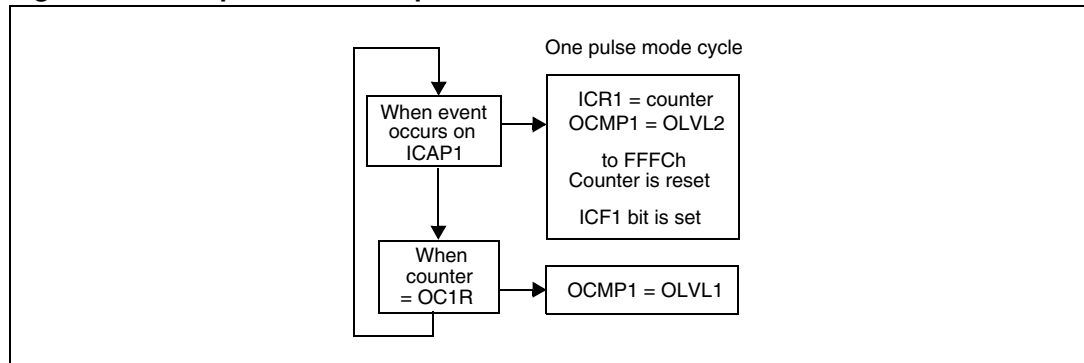 One pulse mode cycle
When event
occurs on
ICAP1
ICR1 = counter
OCMP1 = OLVL2
to FFFCh
Counter is reset
ICF1 bit is set
When
counter
= OC1R
OCMP1 = OLVL1